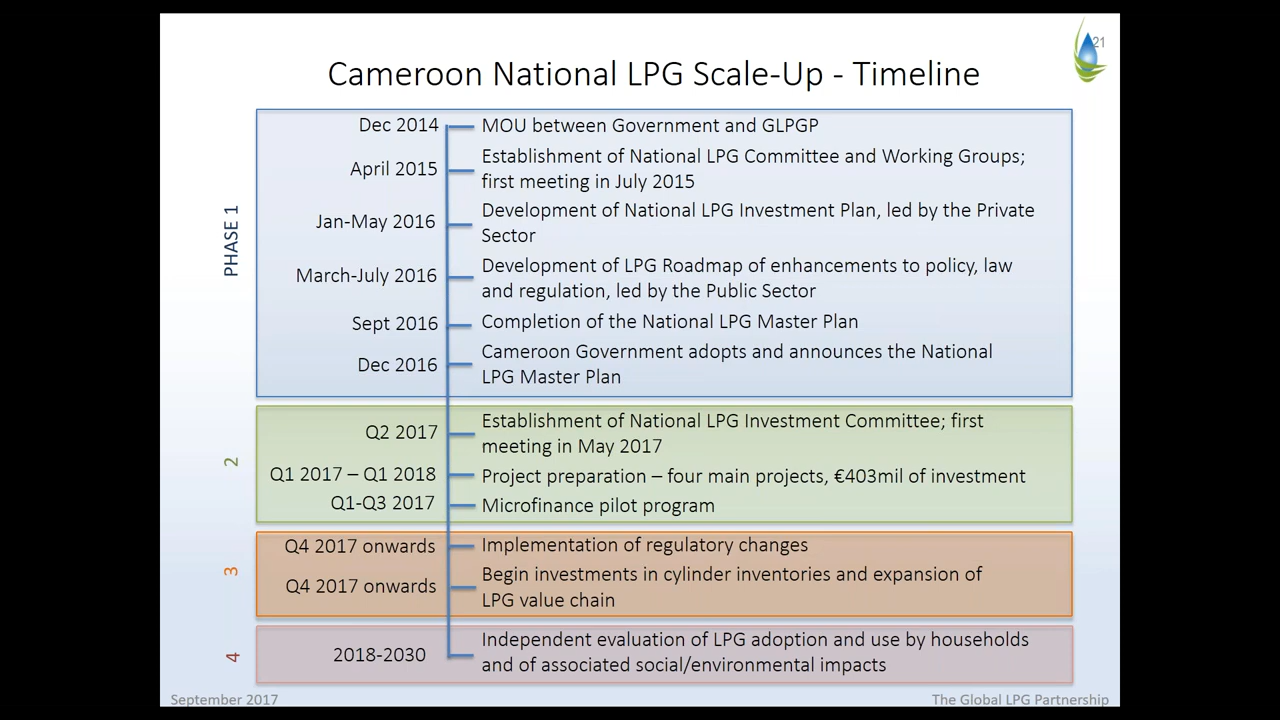 21
Cameroon National LPG Scale-Up - Timeline
PHASE 1
Dec 2014
MOU between Government and GLPGP
April 2015
Establishment of National LPG Committee and Working Groups;
first meeting in July 2015
Jan-May 2016
Development of National LPG Investment Plan, led by the Private
Sector
March-July 2016
Development of LPG Roadmap of enhancements to policy, law
and regulation, led by the Public Sector
Sept 2016
Completion of the National LPG Master Plan
Dec 2016
Cameroon Government adopts and announces the National
LPG Master Plan
2
Q2 2017
Establishment of National LPG Investment Committee; first
meeting in May 2017
Q1 2017 – Q1 2018
Project preparation – four main projects, €403mil of investment
Q1-Q3 2017
Microfinance pilot program
3
Q4 2017 onwards
Implementation of regulatory changes
Q4 2017 onwards
Begin investments in cylinder inventories and expansion of
LPG value chain
4
2018-2030
Independent evaluation of LPG adoption and use by households
and of associated social/environmental impacts
September 2017
The Global LPG Partnership